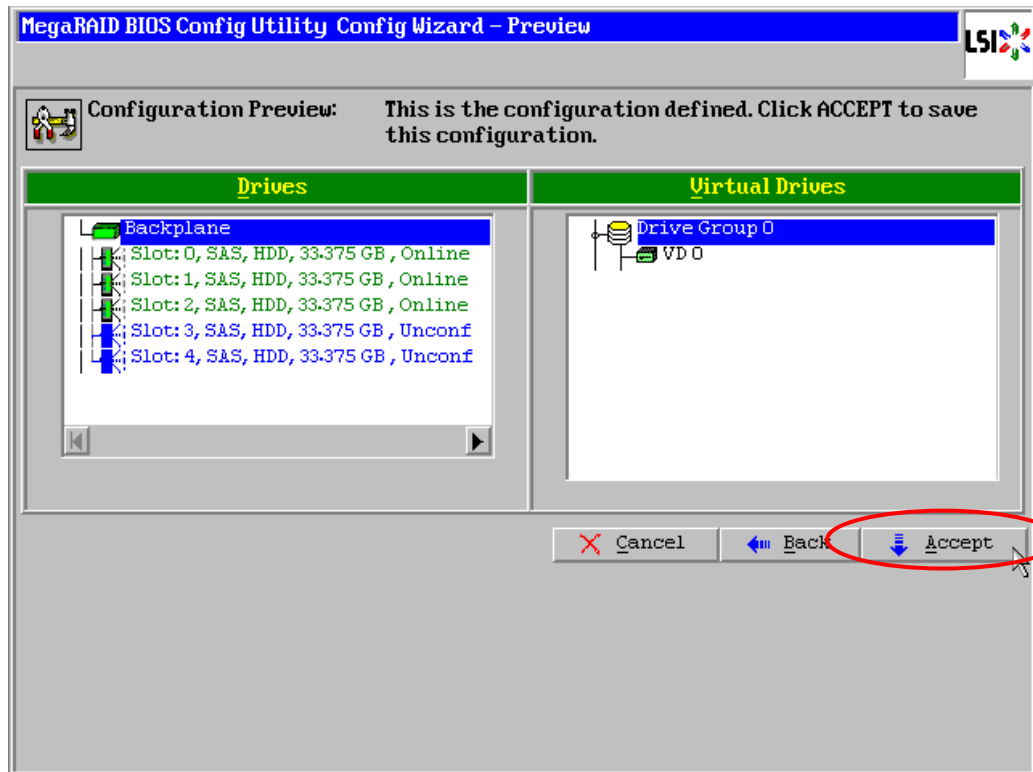 MegaRAID BIOS Config Utility Config Wizard – Preview
LSI
Configuration Preview: This is the configuration defined. Click ACCEPT to save
this configuration.
Drives
Backplane
Slot: 0, SAS, HDD, 33.375 GB , Online
Slot: 1, SAS, HDD, 33.375 GB , Online
Slot: 2, SAS, HDD, 33.375 GB , Online
Slot: 3, SAS, HDD, 33.375 GB , Unconf
Slot: 4, SAS, HDD, 33.375 GB , Unconf
Virtual Drives
Drive Group 0
VD 0
Cancel
Back
Accept